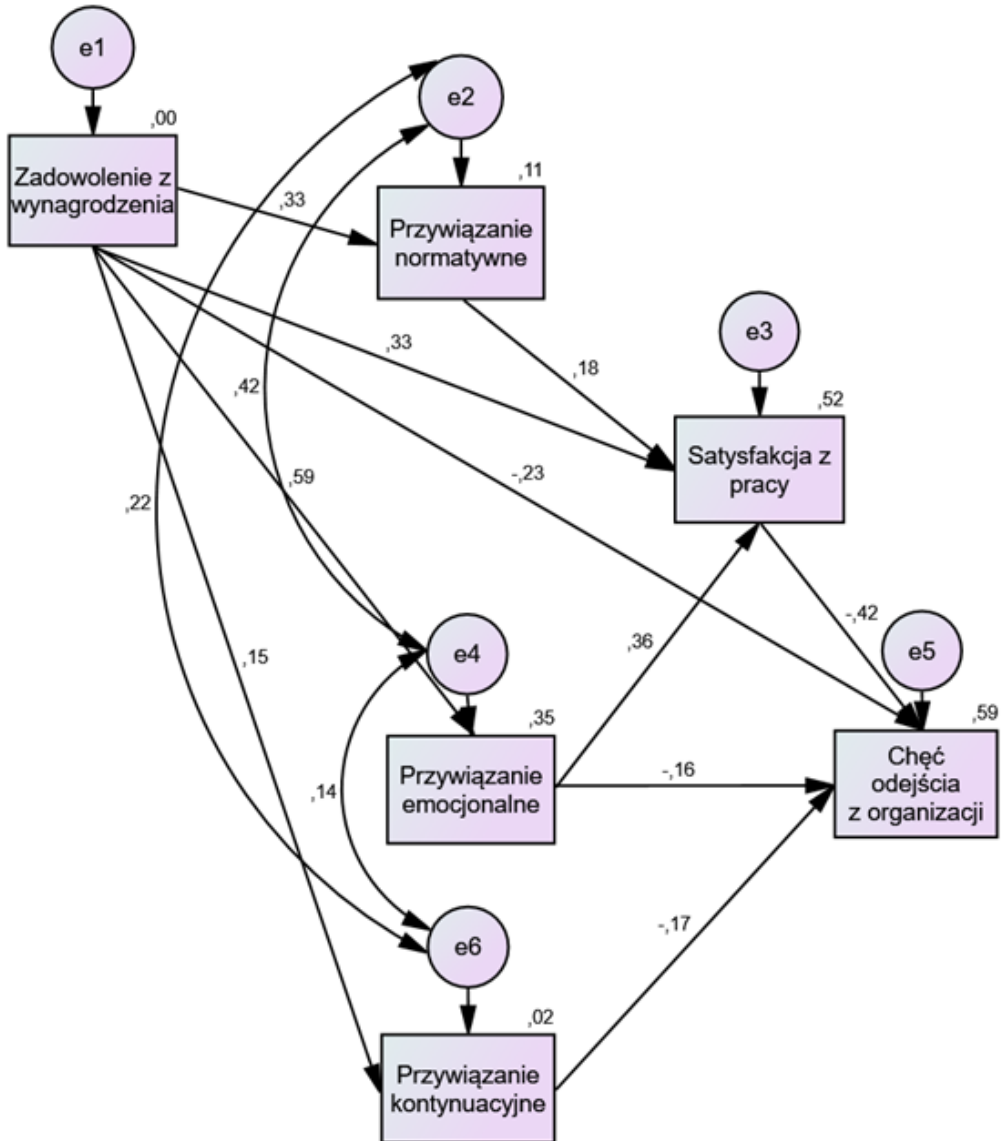 e1
,00
Zadowolenie z
wynagrodzenia
e2
,11
Przywiązanie
normatywne
,33
e3
,52
Satysfakcja z
pracy
,33
,18
,42
-,23
,59
,22
,15
e4
,35
Przywiązanie
emocjonalne
,36
-,42
e5
,59
Chęć
odejścia
z organizacji
-,16
,14
e6
,02
Przywiązanie
kontynuacyjne
-,17